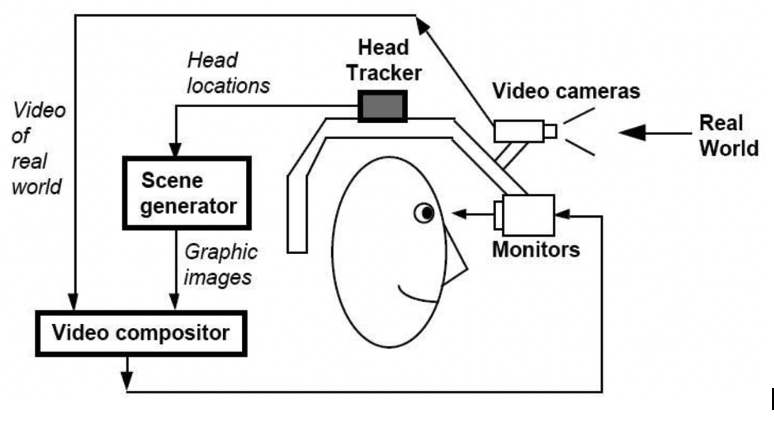 Head
Tracker
Head
locations
Video cameras
Video
of
real
world
Real
World
Scene
generator
Graphic
images
Monitors
Video compositor